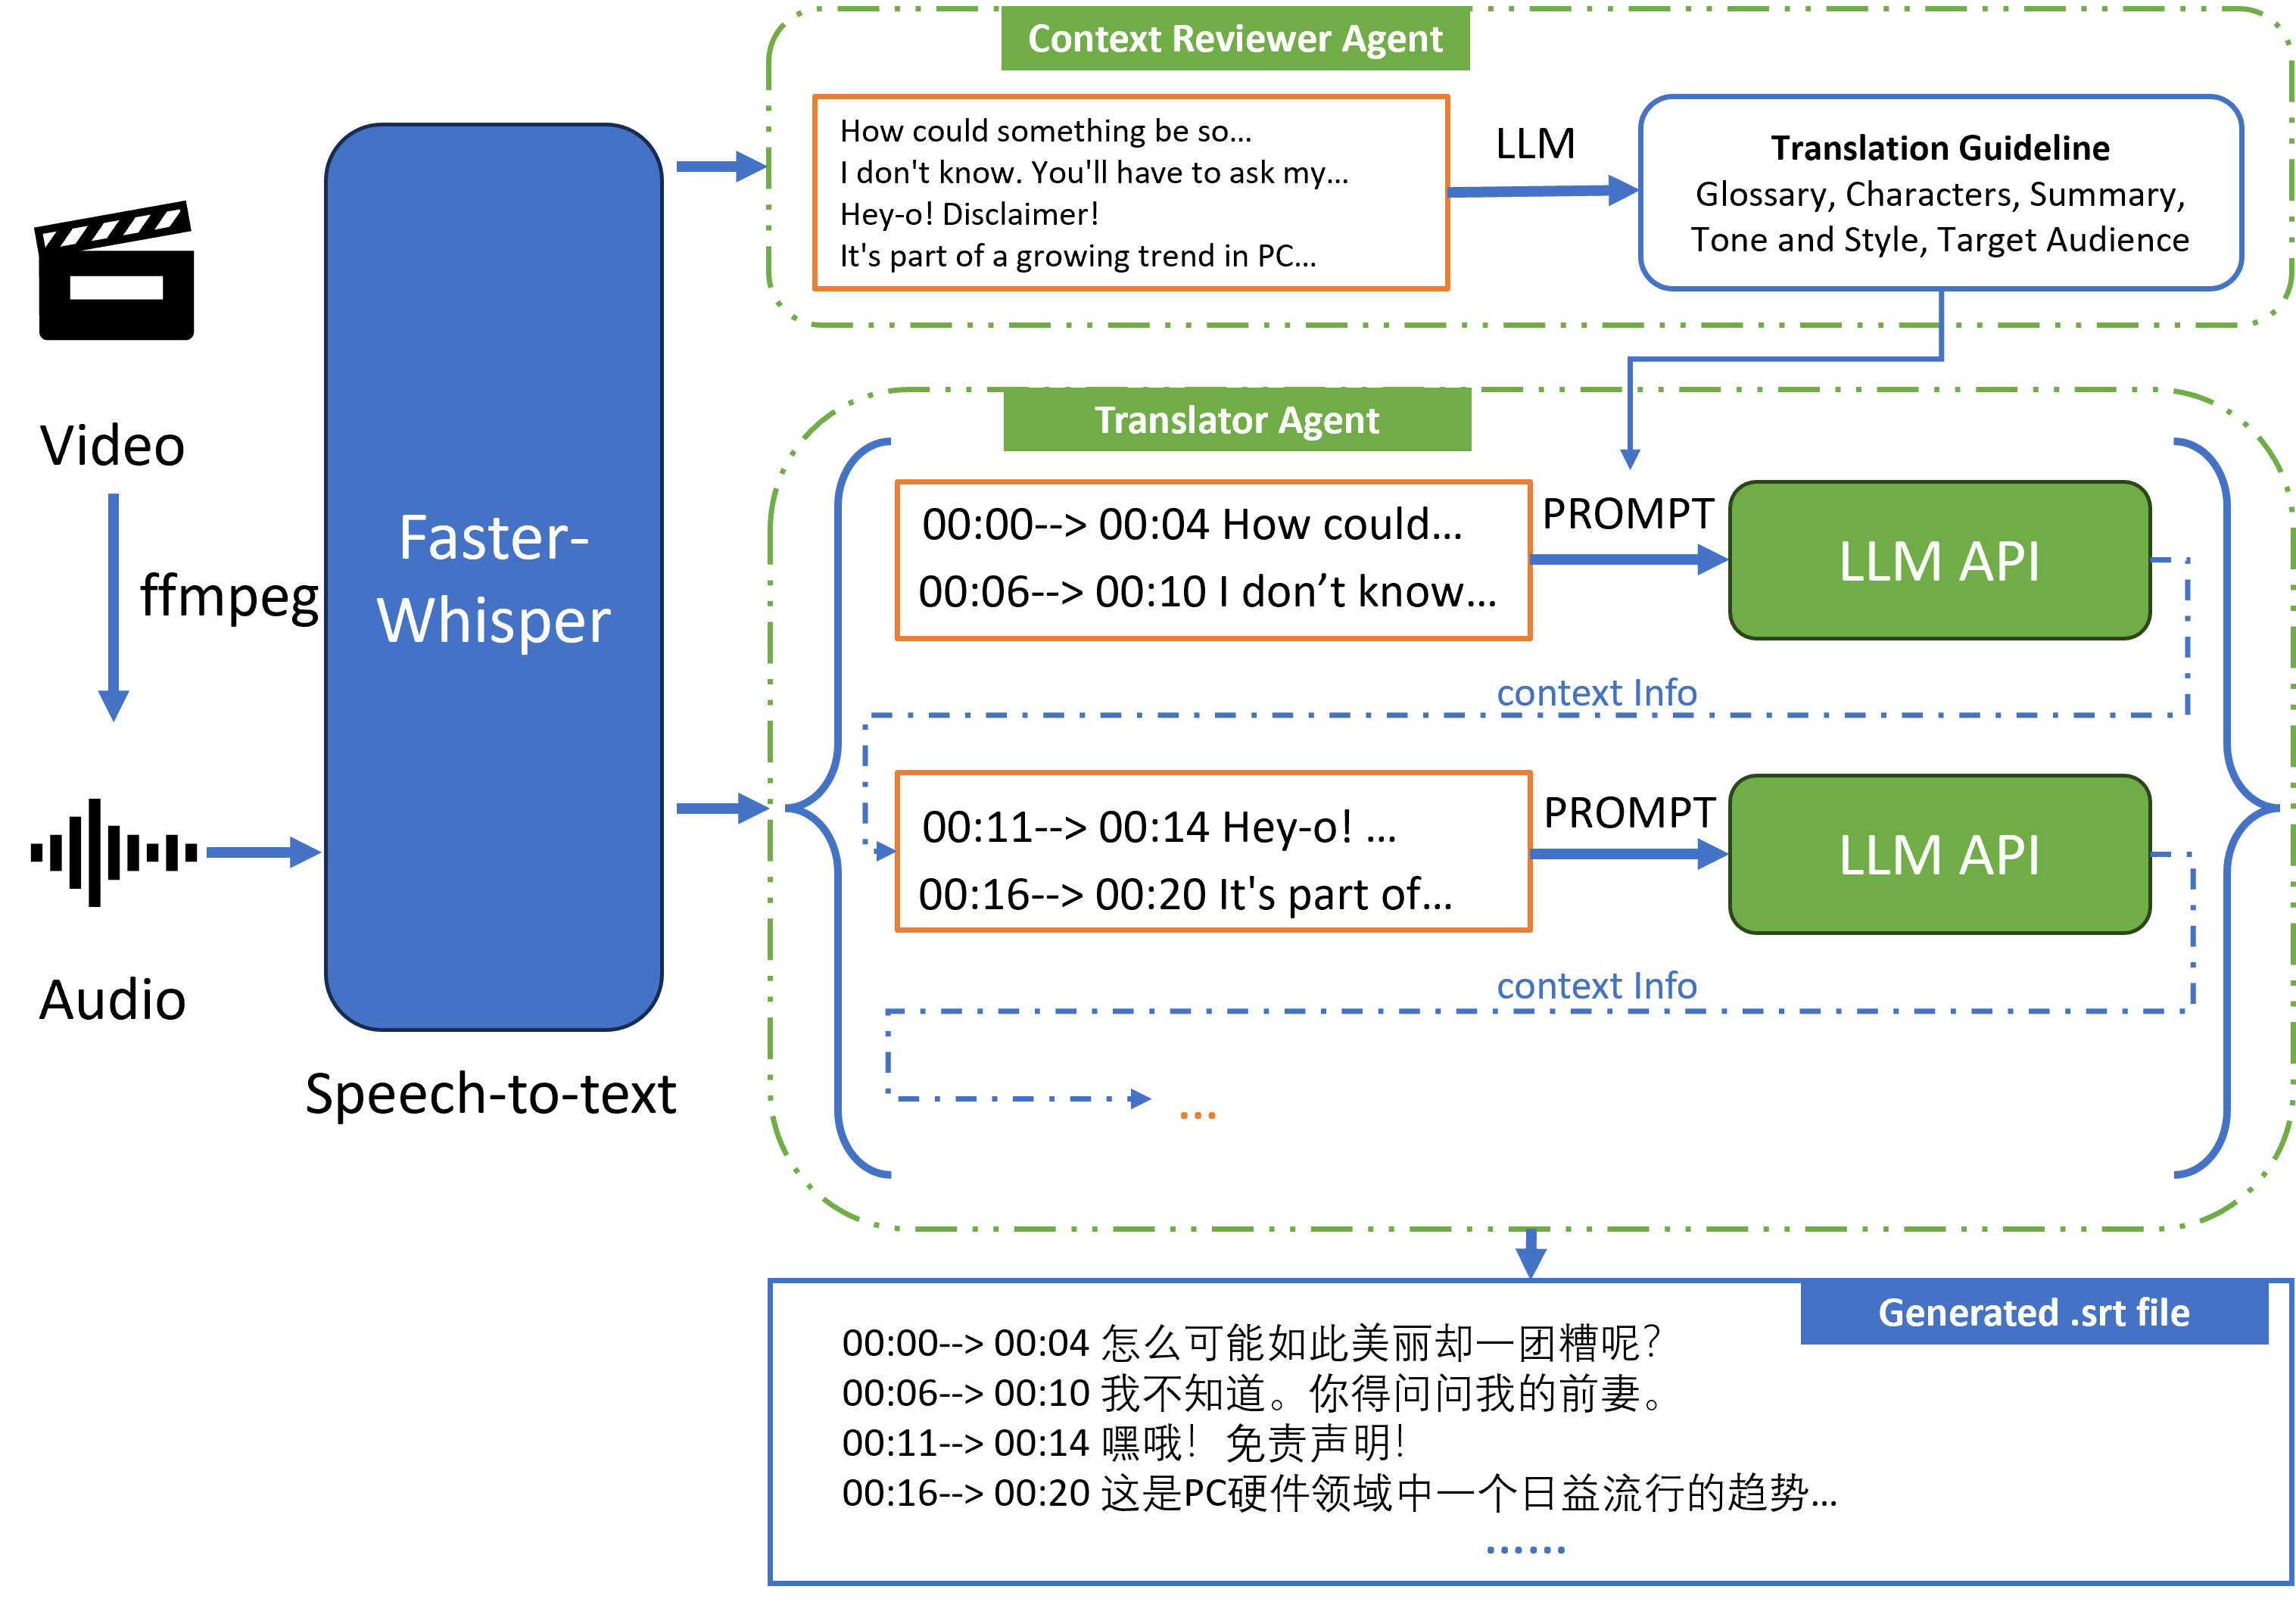 Context Reviewer Agent
How could something be so...
I don't know. You'll have to ask my...
Hey-o! Disclaimer!
It's part of a growing trend in PC...
LLM
Translation Guideline
Glossary, Characters, Summary,
Tone and Style, Target Audience
Video
ffmpeg
Audio
Faster-
Whisper
Speech-to-text
Translator Agent
00:00--> 00:04 How could...
00:06--> 00:10 I don’t know...
PROMPT
LLM API
context Info
00:11--> 00:14 Hey-o! ...
00:16--> 00:20 It's part of...
PROMPT
LLM API
context Info
...
Generated .srt file
00:00--> 00:04 怎么可能如此美丽却一团糟呢?
00:06--> 00:10 我不知道。你得问问我的前妻。
00:11--> 00:14 嘿哦! 免责声明!
00:16--> 00:20 这是PC硬件领域中一个日益流行的趋势...
......